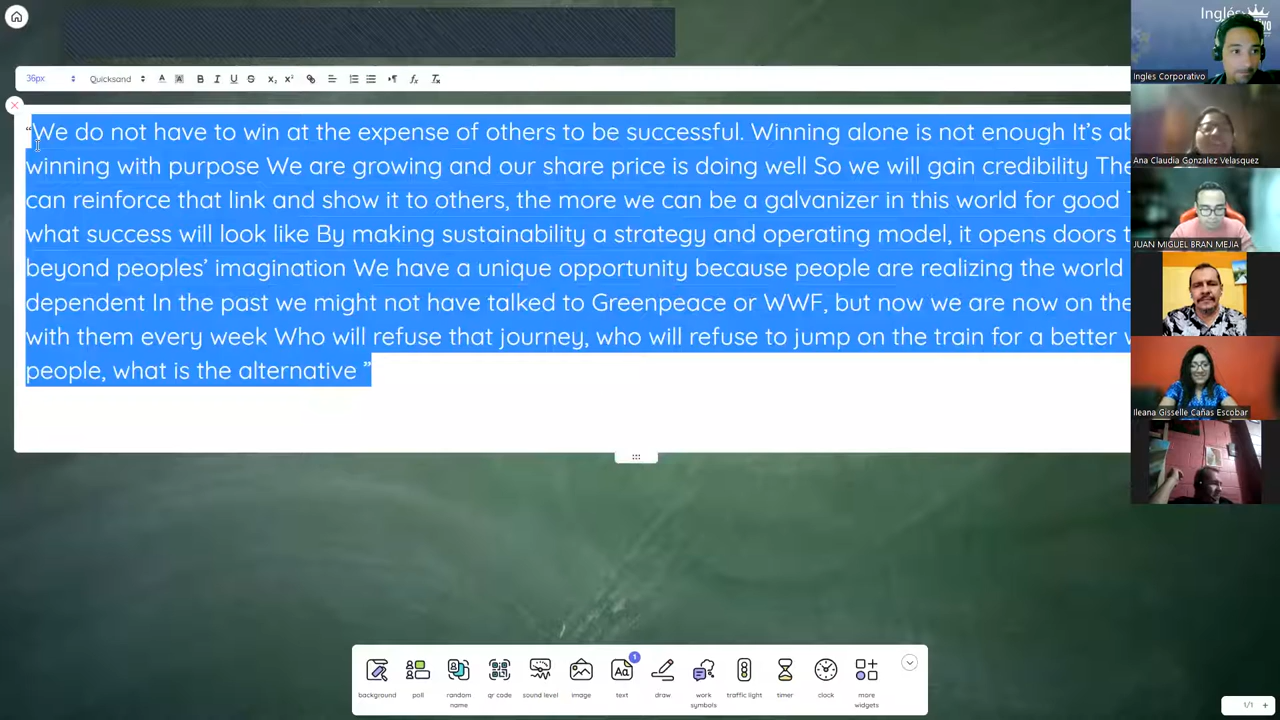 Inglés
36px
Quicksand
“We do not have to win at the expense of others to be successful. Winning alone is not enough It’s ab
winning with purpose We are growing and our share price is doing well So we will gain credibility The
can reinforce that link and show it to others, the more we can be a galvanizer in this world for good
what success will look like By making sustainability a strategy and operating model, it opens doors
beyond peoples’ imagination We have a unique opportunity because people are realizing the world
dependent In the past we might not have talked to Greenpeace or WWF, but now we are now on the
with them every week Who will refuse that journey, who will refuse to jump on the train for a better
people, what is the alternative ”
Ingles Corporativo
Ana Claudia Gonzalez Velasquez
JUAN MIGUEL BRAN MEJIA
Ileana Gisselle Cañas Escobar
background
poll
random name
qr code
sound level
image
1
text
draw
work symbols
traffic light
timer
clock
more widgets
1/1